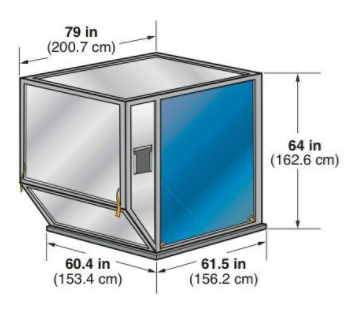 79 in
(200.7 cm)
64 in
(162.6 cm)
60.4 in
(153.4 cm)
61.5 in
(156.2 cm)